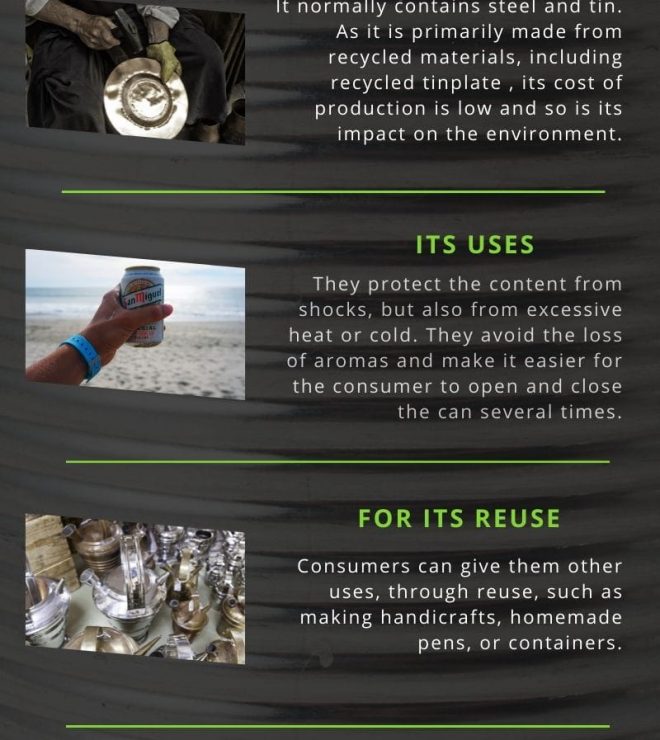 It normally contains steel and tin.
As it is primarily made from
recycled materials, including
recycled tinplate , its cost of
production is low and so is its
impact on the environment.
ITS USES
They protect the content from
shocks, but also from excessive
heat or cold. They avoid the loss
of aromas and make it easier for
the consumer to open and close
the can several times.
San Miguel
FOR ITS REUSE
Consumers can give them other
uses, through reuse, such as
making handicrafts, homemade
pens, or containers.